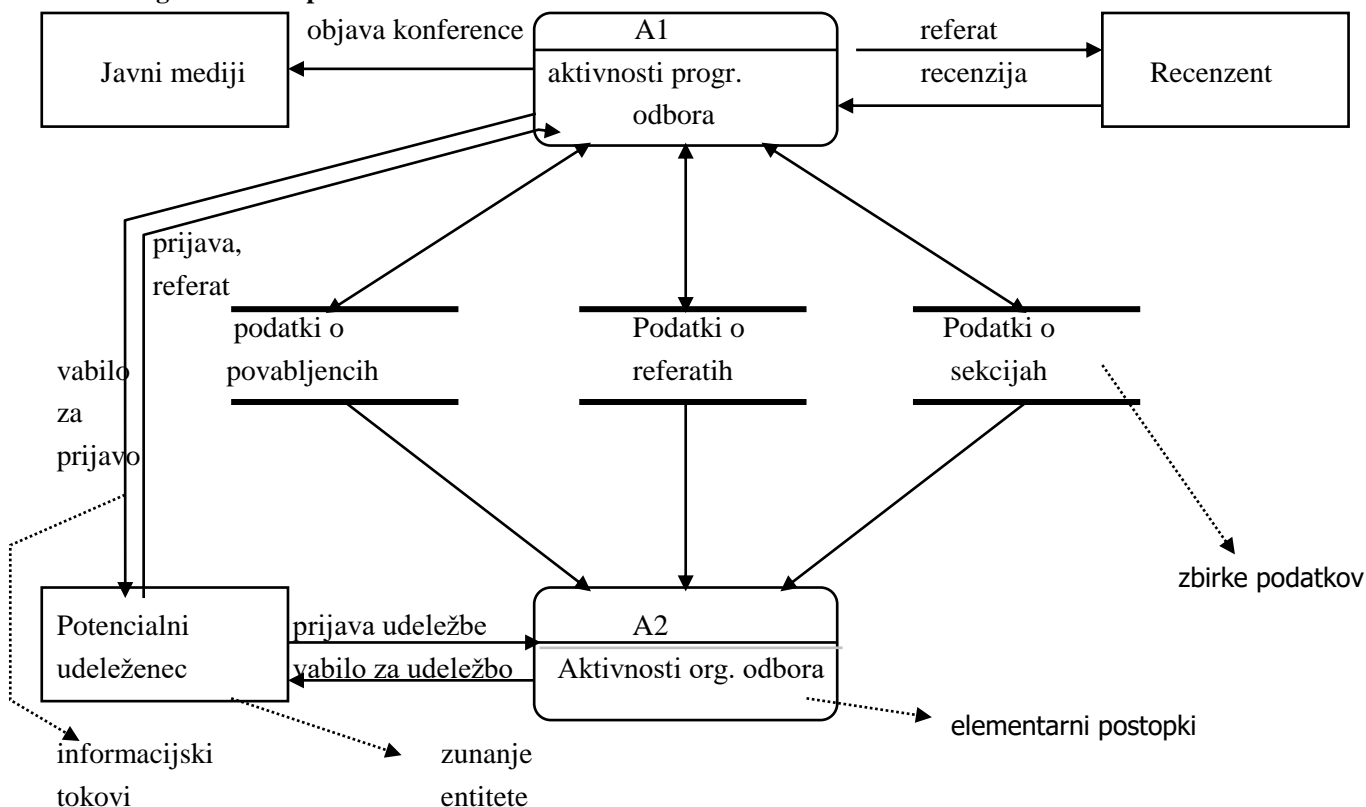 objava konference
A1
referat
Javni mediji
aktivnosti progr.
odbora
recenzija
Recenzent
prijava,
referat
podatki o
povabljencih
Podatki o
referatih
Podatki o
sekcijah
vabilo
za
prijavo
zbirke podatkov
Potencialni
udeleženec
prijava udeležbe
vabilo za udeležbo
A2
Aktivnosti org. odbora
elementarni postopki
informacijski
tokovi
zunanje
entitete